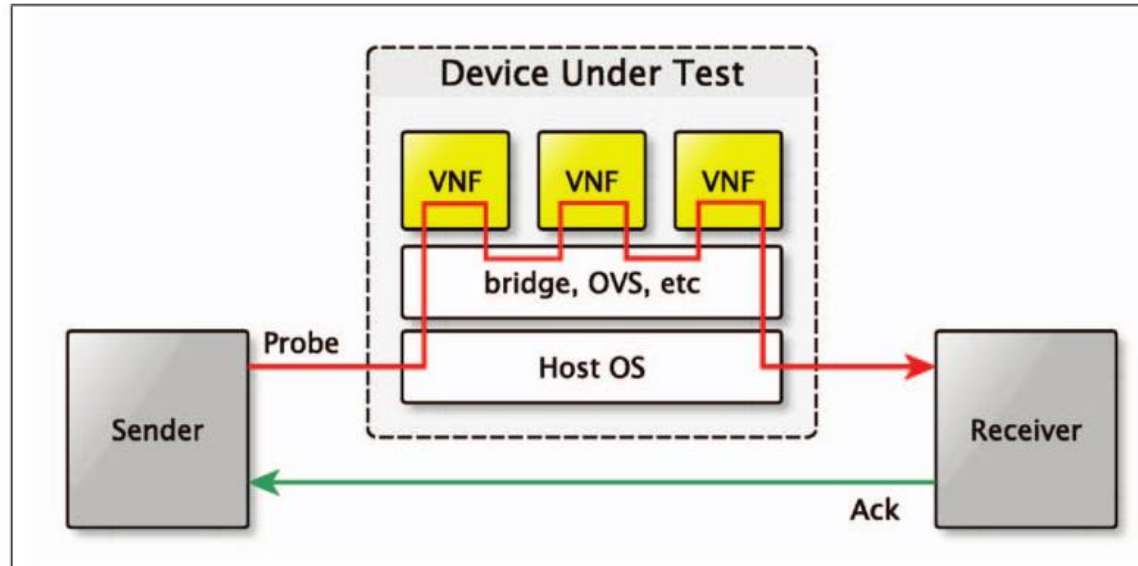 Device Under Test
VNF VNF VNF
bridge, OVS, etc
Probe
Host OS
Sender
Receiver
Ack